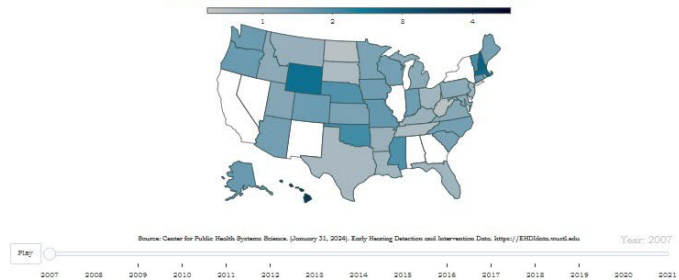 1 2 3 4
Source: Center for Public Health Systems Science. (January 31, 2024). Early Hearing Detection and Intervention Data. https://EHDIdata.wustl.edu
Year: 2007
Play
2007 2008 2009 2010 2011 2012 2013 2014 2015 2016 2017 2018 2019 2020 2021